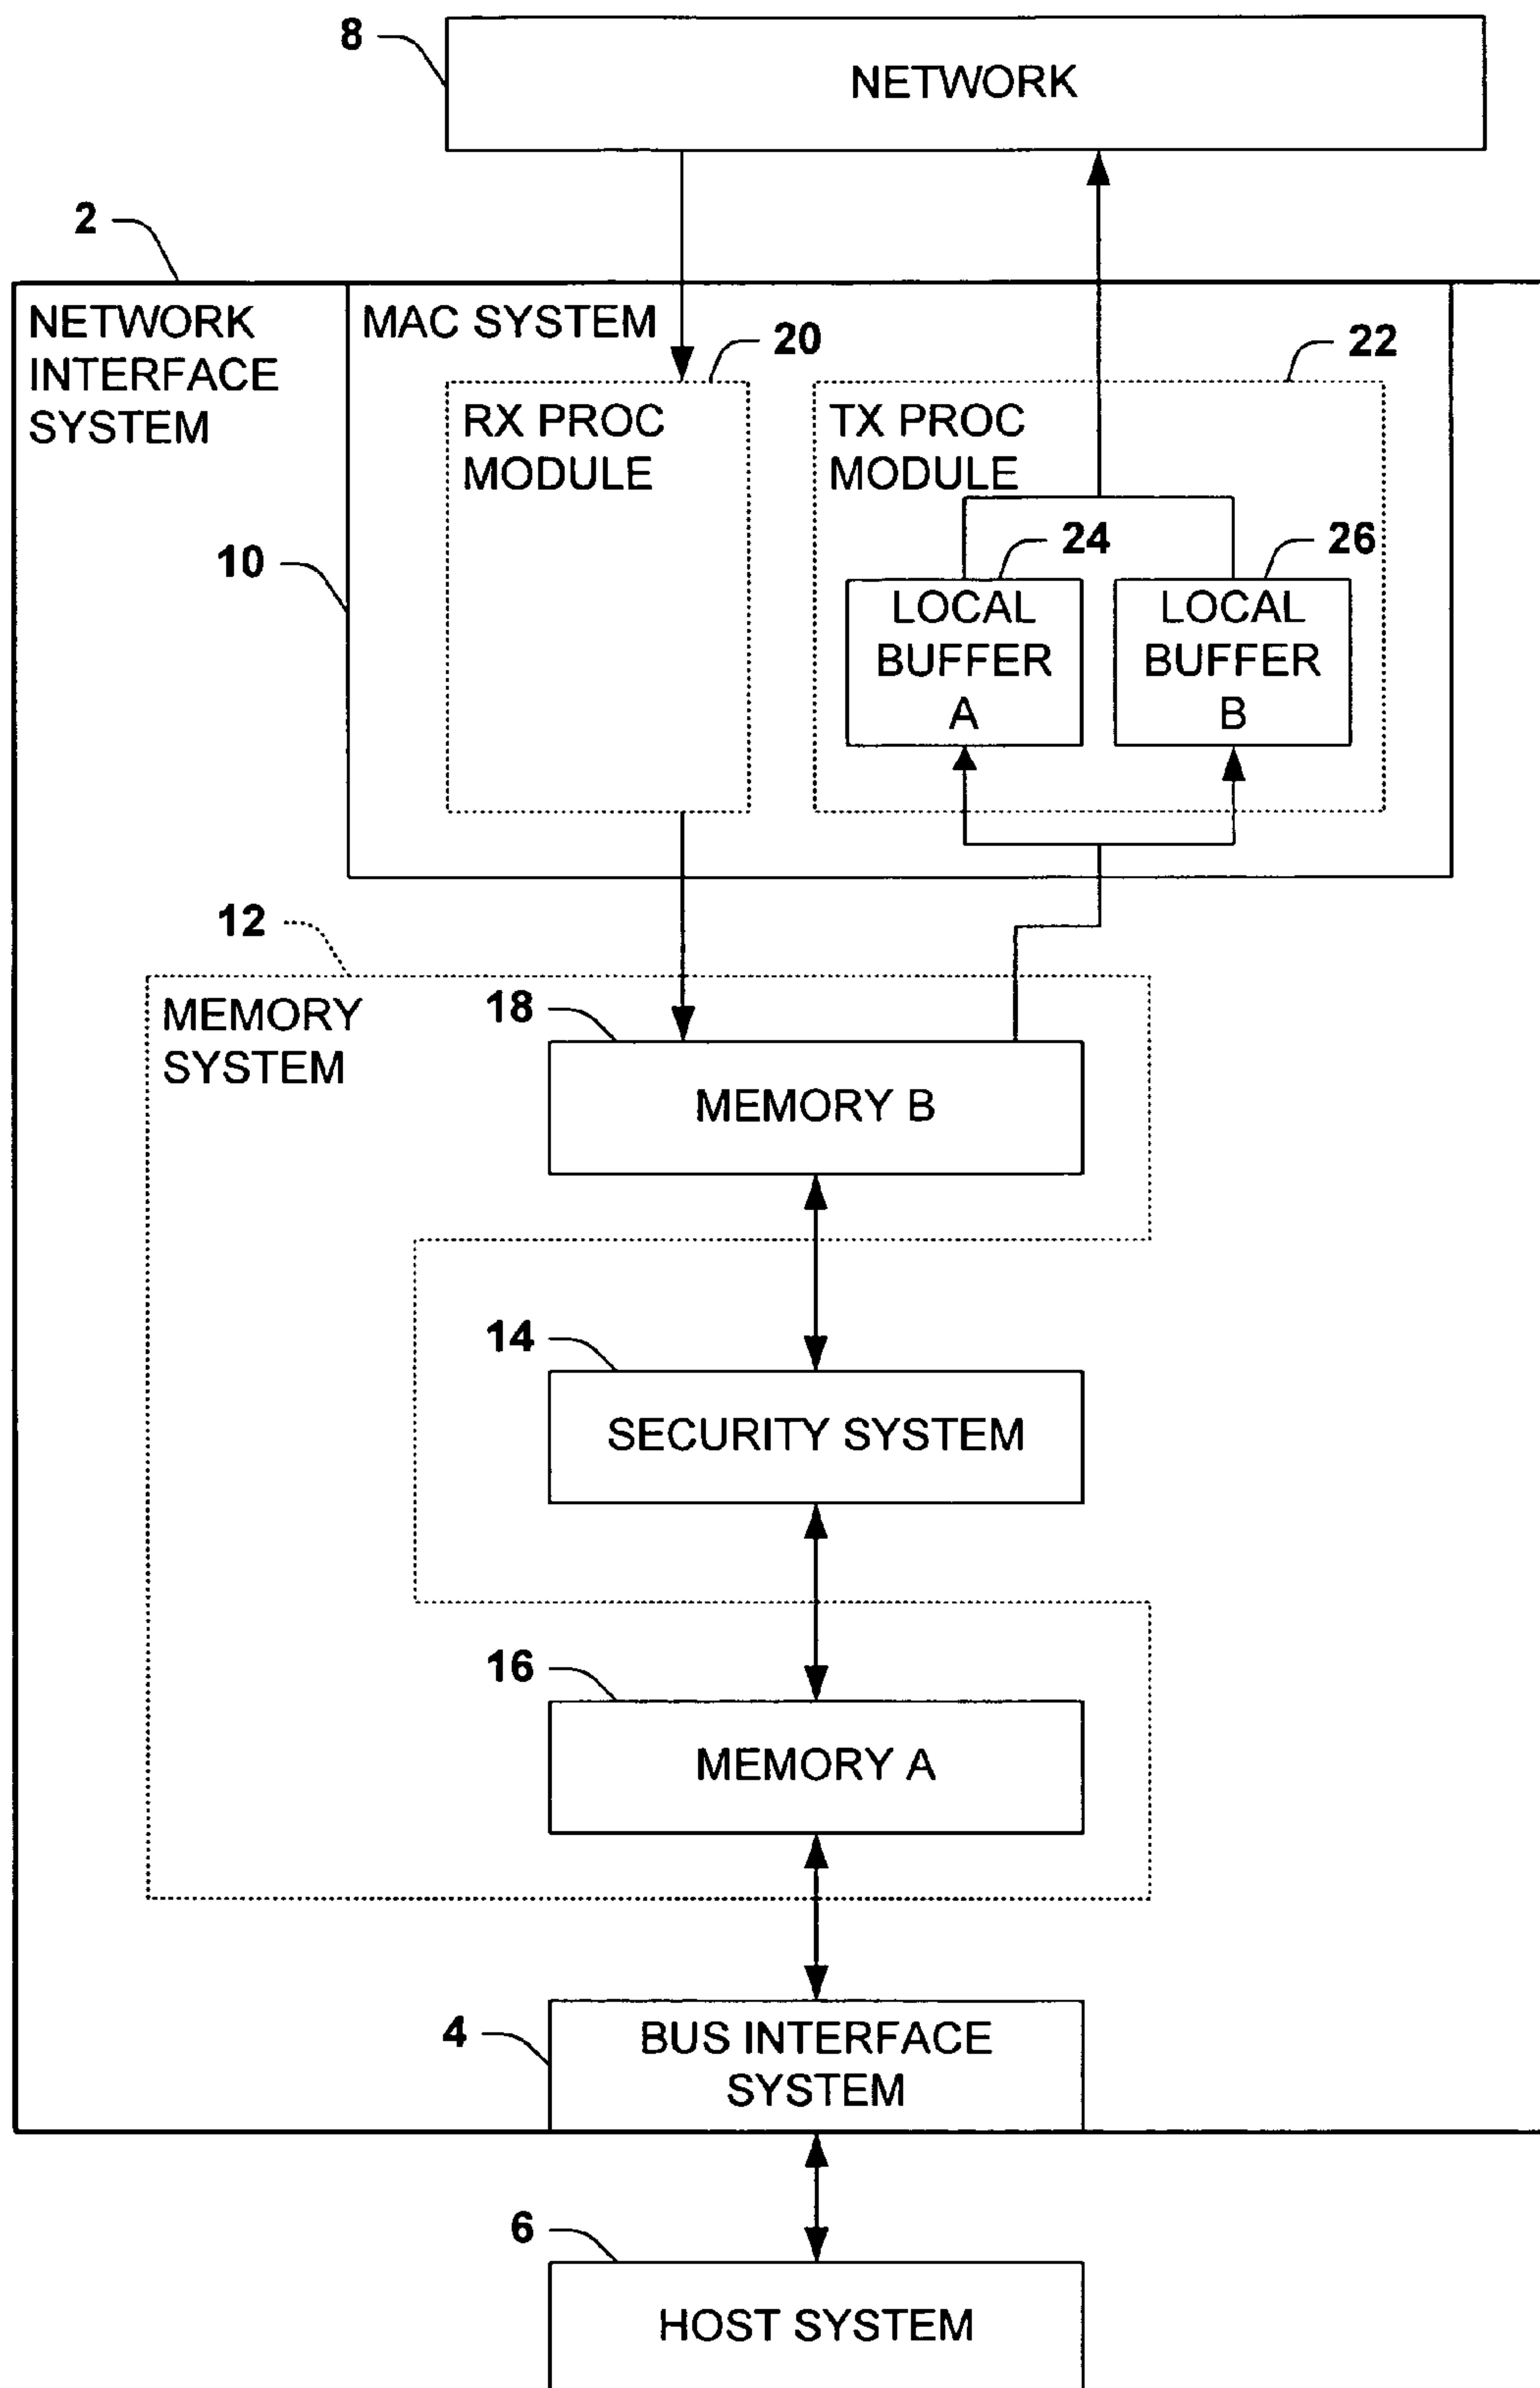 8
NETWORK
2
NETWORK
INTERFACE
SYSTEM
MAC SYSTEM
20
22
RX PROC
MODULE
TX PROC
MODULE
10
24
26
LOCAL
BUFFER
A
LOCAL
BUFFER
B
12
MEMORY
SYSTEM
18
MEMORY B
14
SECURITY SYSTEM
16
MEMORY A
4
BUS INTERFACE
SYSTEM
6
HOST SYSTEM